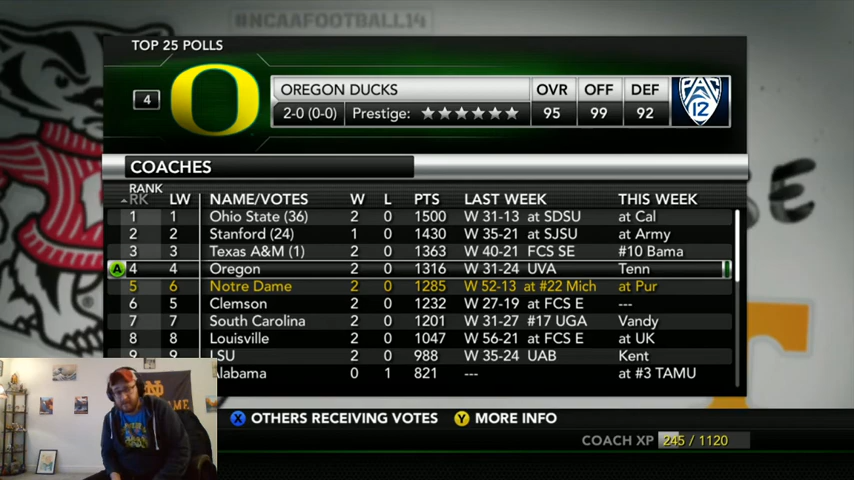 #NCAAFOOTBALL14
TOP 25 POLLS
4
OREGON DUCKS
OVR OFF DEF
2-0 (0-0) Prestige:
95 99 92
PAC 12
COACHES
RANK
RK LW NAME/VOTES W L PTS LAST WEEK THIS WEEK
1 1 Ohio State (36) 2 0 1500 W 31-13 at SDSU at Cal
2 2 Stanford (24) 1 0 1430 W 35-21 at SJSU at Army
3 3 Texas A&M (1) 2 0 1363 W 40-21 FCS SE #10 Bama
A 4 4 Oregon 2 0 1316 W 31-24 UVA Tenn
5 6 Notre Dame 2 0 1285 W 52-13 at #22 Mich at Pur
6 5 Clemson 2 0 1232 W 27-19 at FCS E ---
7 7 South Carolina 2 0 1201 W 31-27 #17 UGA Vandy
8 8 Louisville 2 0 1047 W 56-21 at FCS E at UK
9 9 LSU 2 0 988 W 35-24 UAB Kent
labama 0 1 821 --- at #3 TAMU
X OTHERS RECEIVING VOTES Y MORE INFO
COACH XP 245 / 1120